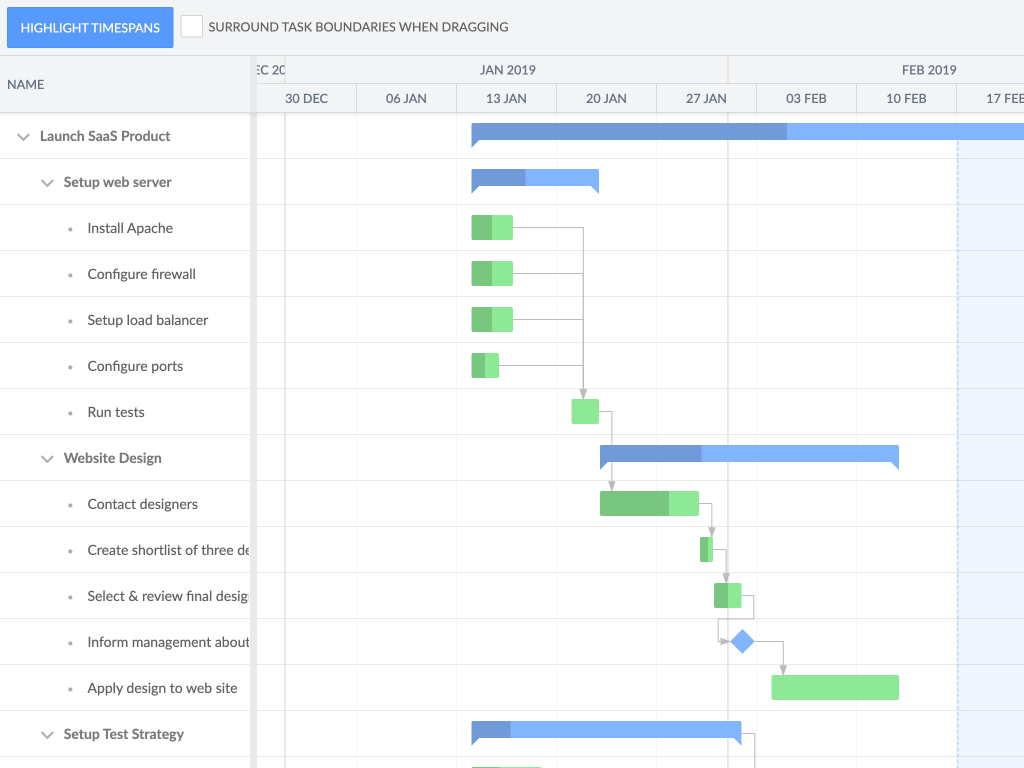 HIGHLIGHT TIMESPANS SURROUND TASK BOUNDARIES WHEN DRAGGING
NAME
JAN 2019 FEB 2019
30 DEC 06 JAN 13 JAN 20 JAN 27 JAN 03 FEB 10 FEB 17 FEB
Launch SaaS Product
Setup web server
Install Apache
Configure firewall
Setup load balancer
Configure ports
Run tests
Website Design
Contact designers
Create shortlist of three de
Select & review final desig
Inform management about
Apply design to web site
Setup Test Strategy